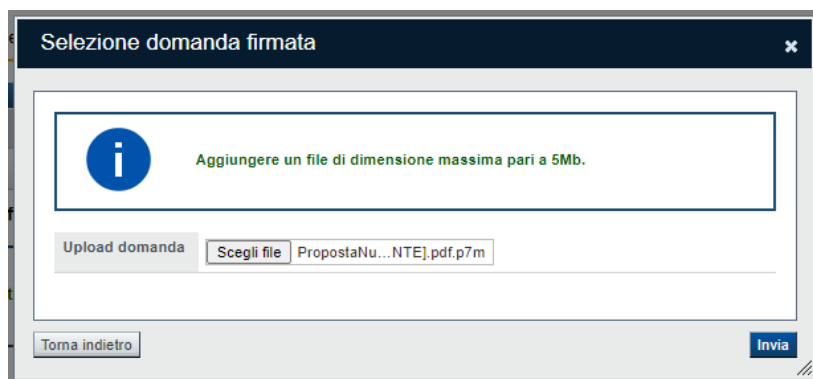 Selezione domanda firmata
Aggiungere un file di dimensione massima pari a 5Mb.
Upload domanda
Scegli file PropostaNu...NTE].pdf.p7m
Torna indietro
Invia